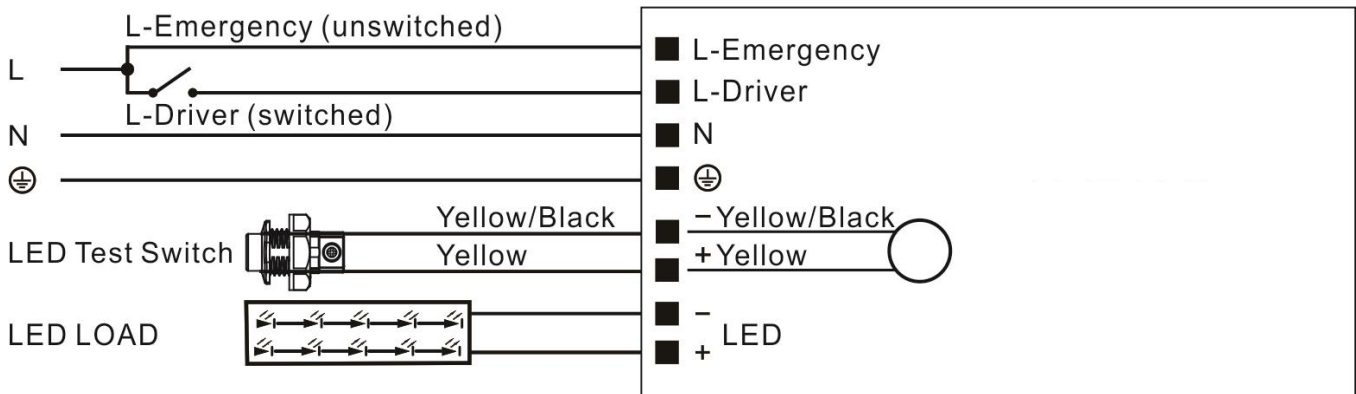 L-Emergency (unswitched)
L
L-Driver (switched)
N
LED Test Switch
Yellow/Black
Yellow
LED LOAD
L-Emergency
L-Driver
N
− Yellow/Black
+ Yellow
−
+
LED